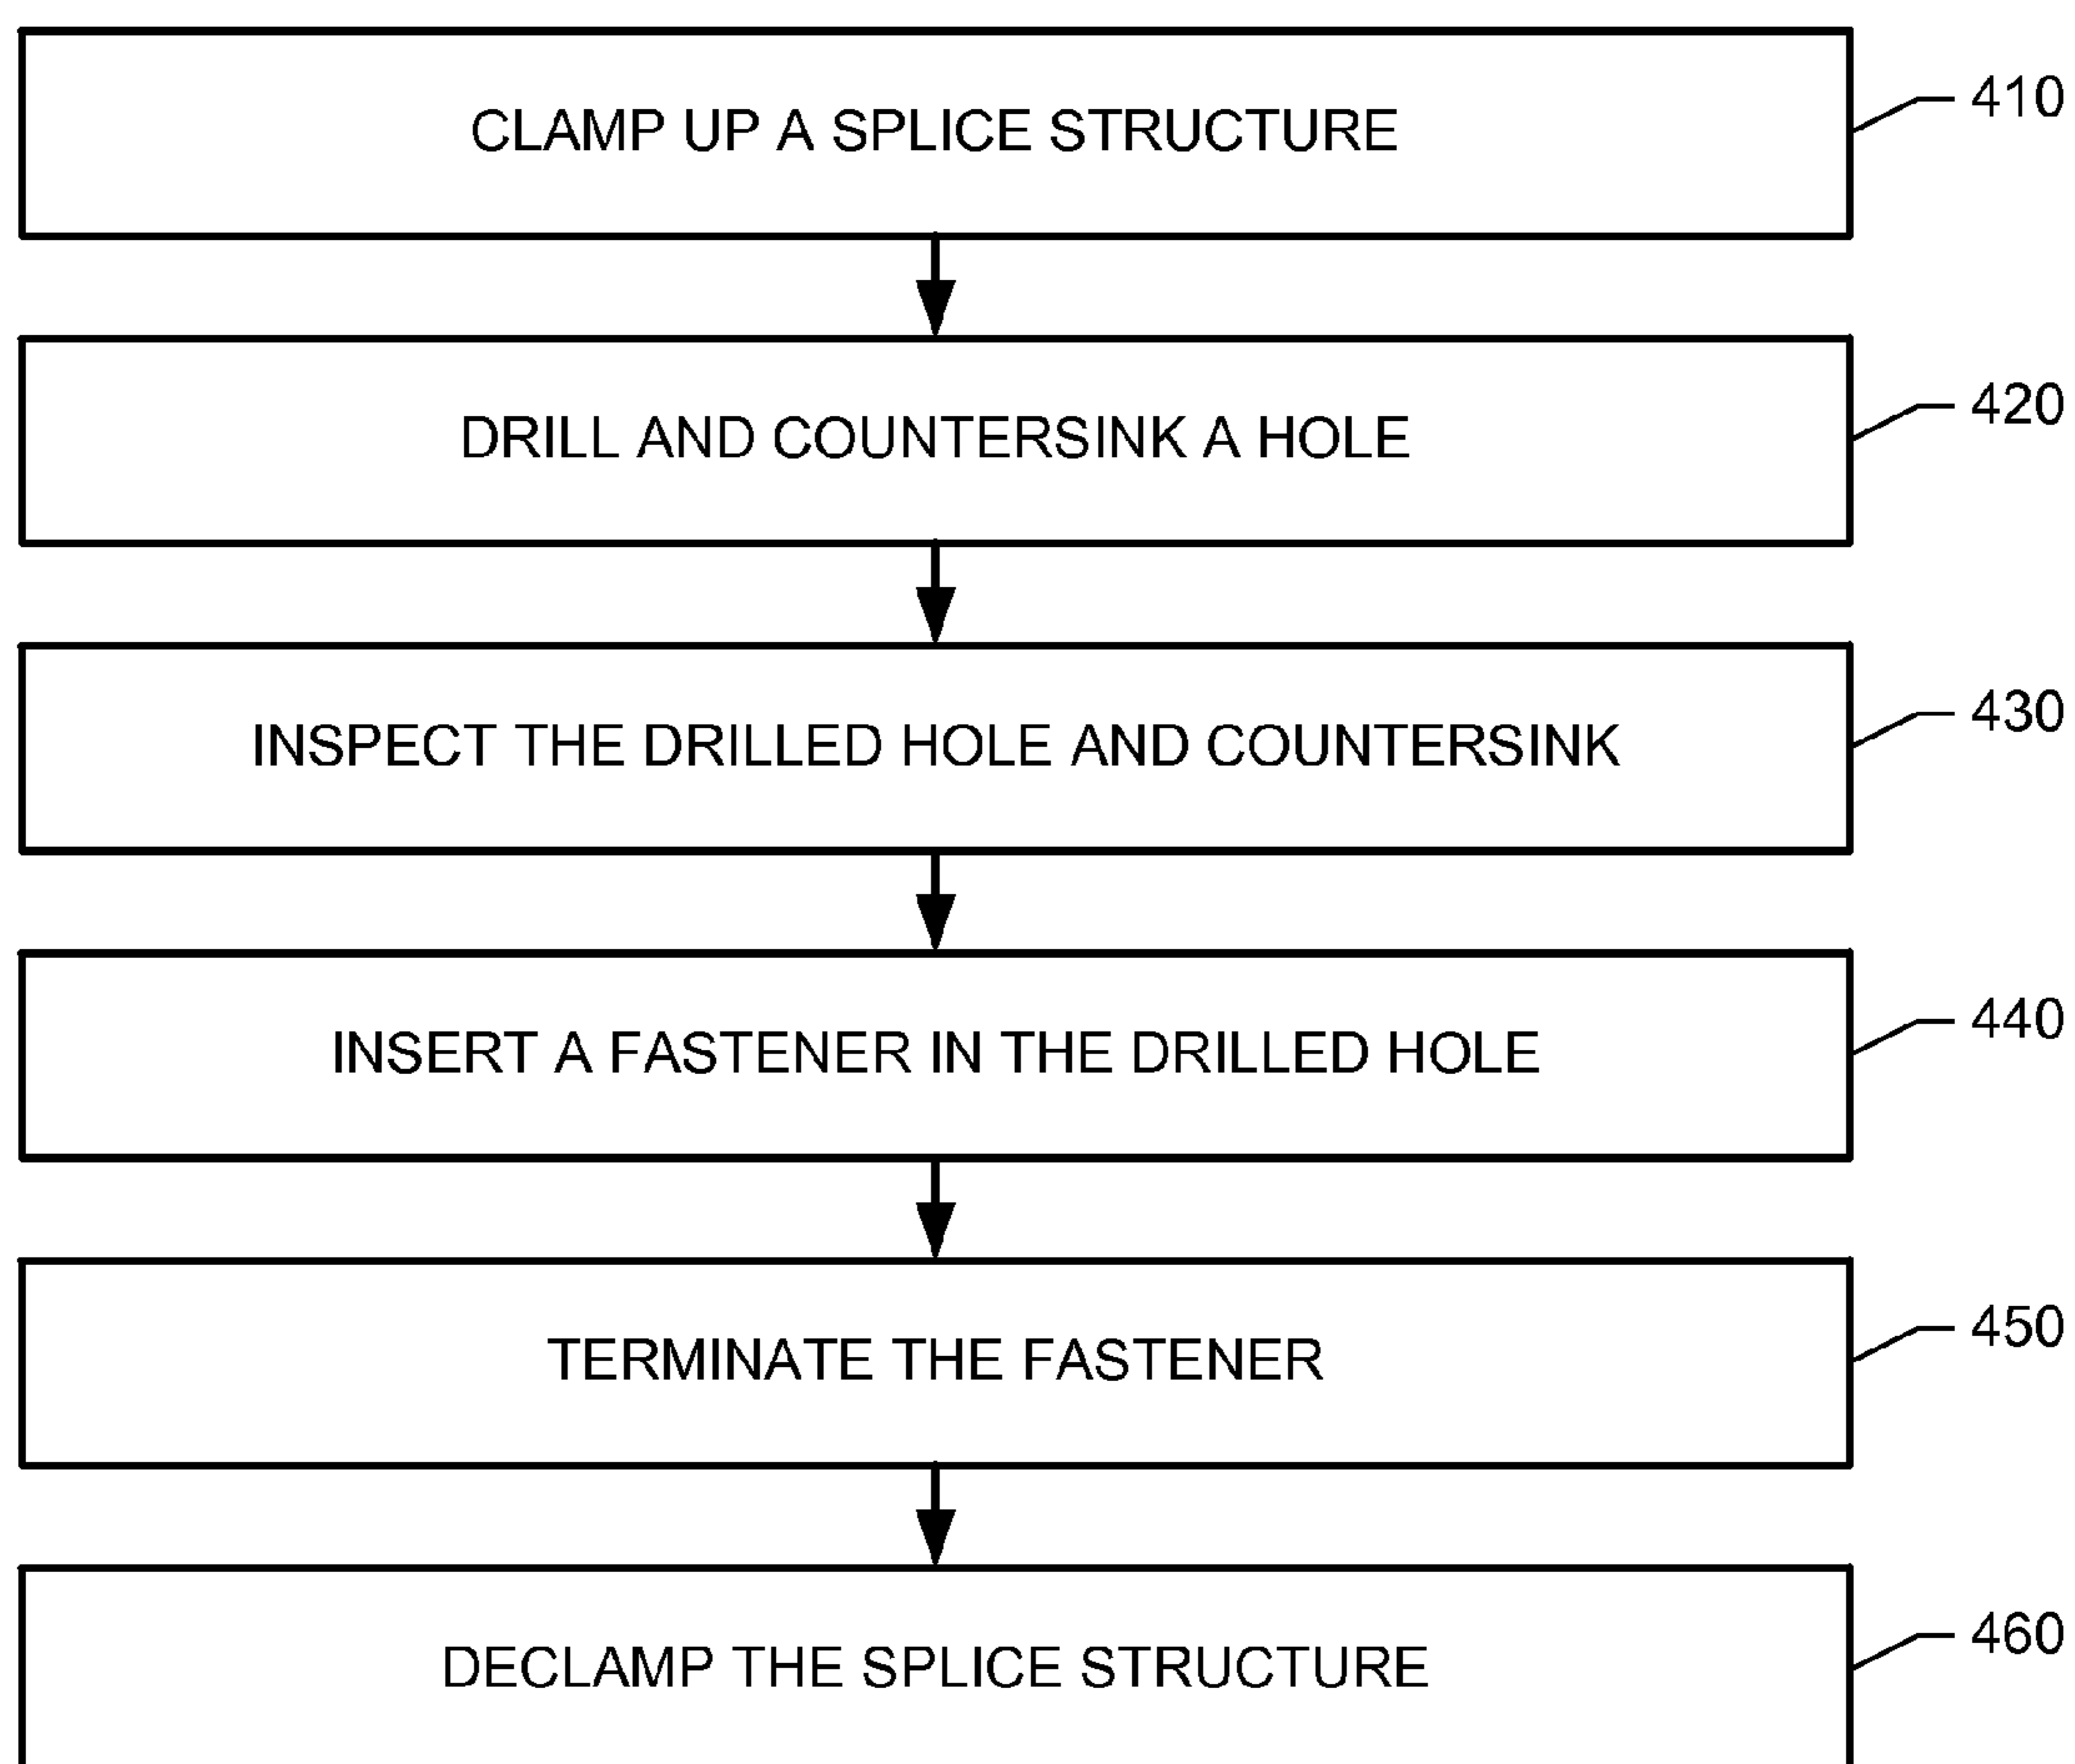 CLAMP UP A SPLICE STRUCTURE
410
DRILL AND COUNTERSINK A HOLE
420
INSPECT THE DRILLED HOLE AND COUNTERSINK
430
INSERT A FASTENER IN THE DRILLED HOLE
440
TERMINATE THE FASTENER
450
DECLAMP THE SPLICE STRUCTURE
460